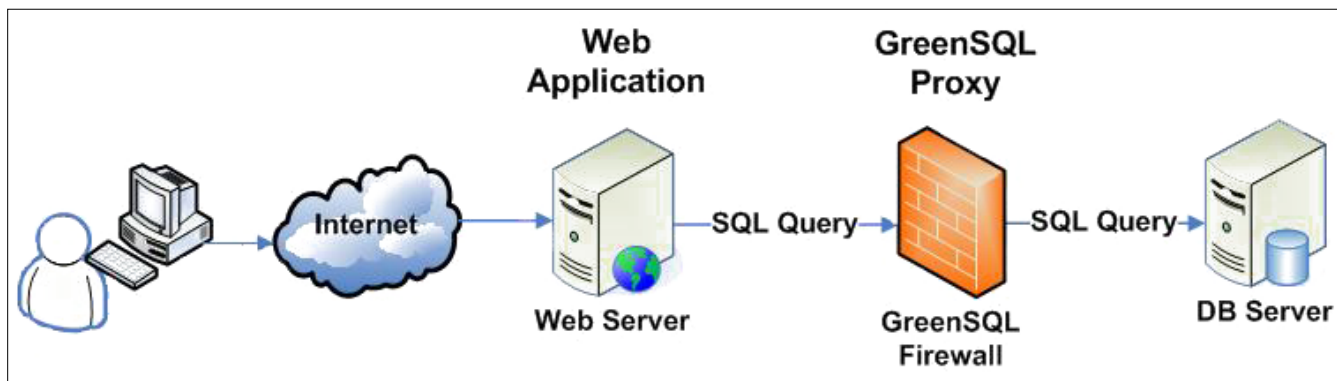 Web
Application
GreenSQL
Proxy
Internet
SQL Query
SQL Query
Web Server
GreenSQL
Firewall
DB Server